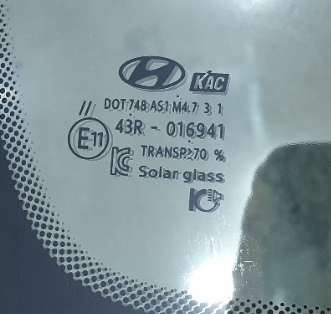 KAC
DOT 748 AS1 M4.7 3 1
// 43R - 016941
E11 TRANSP≥70 %
Solar glass